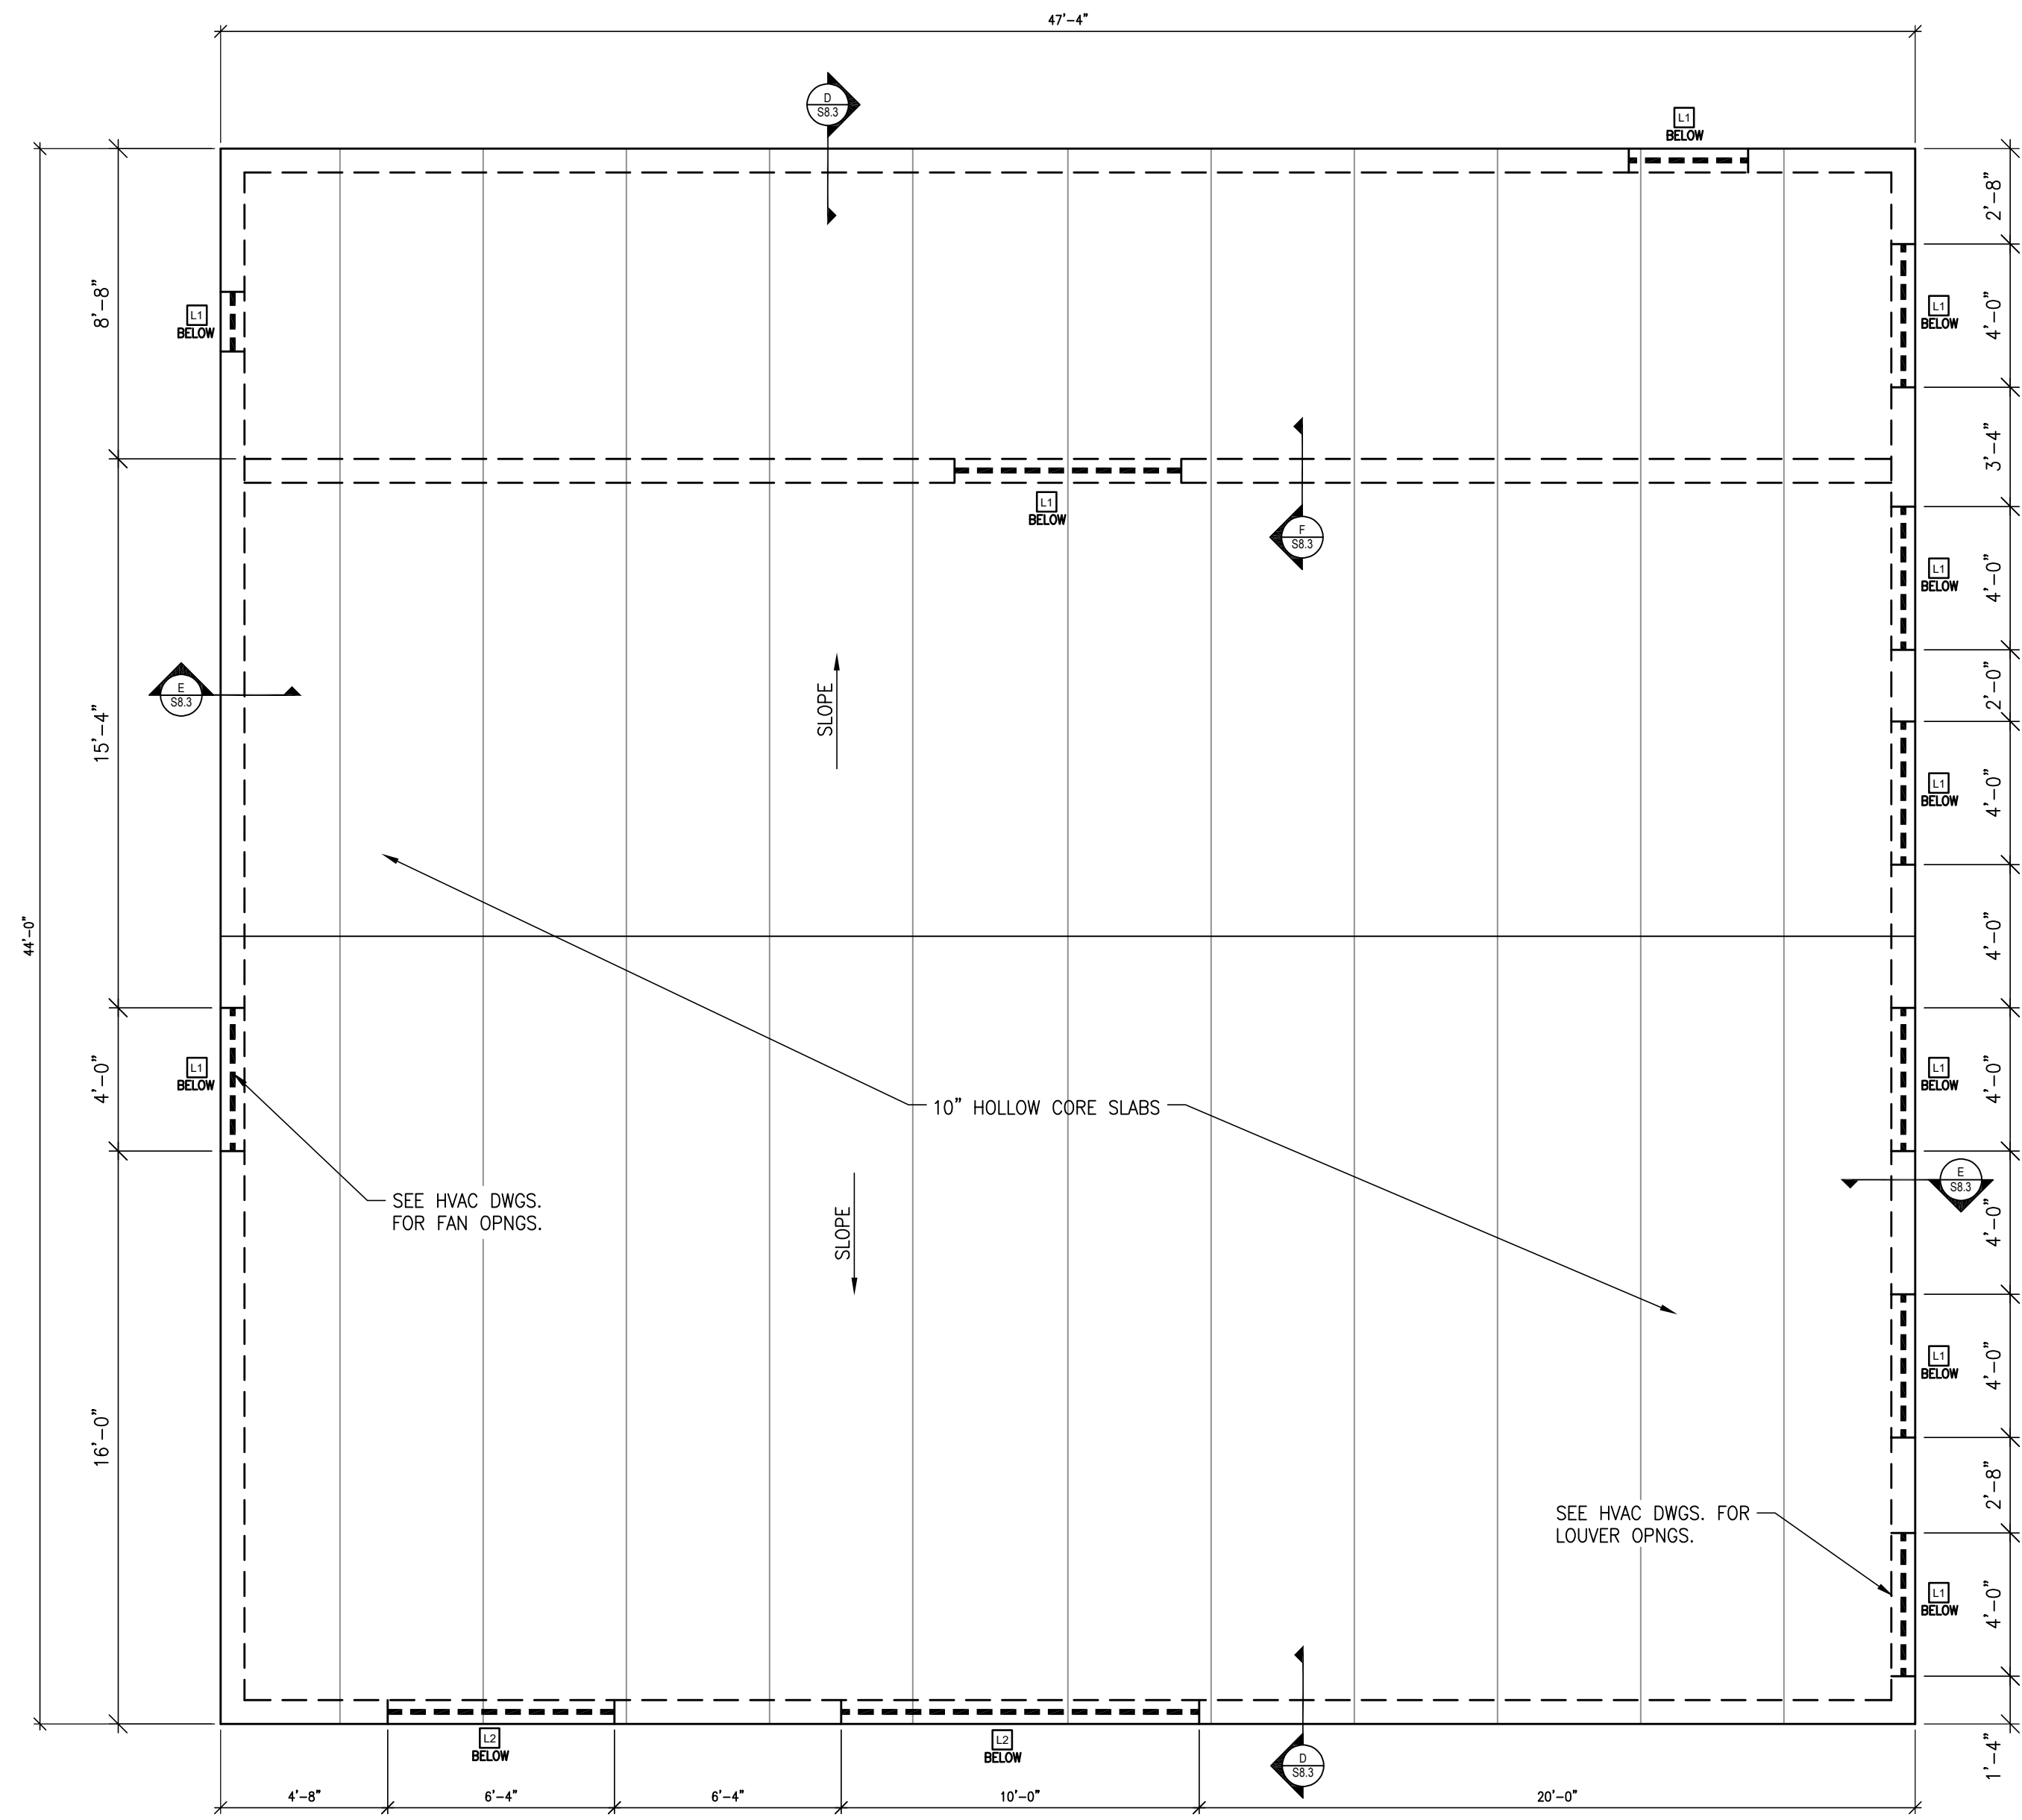 47'-4"
D
S8.3
L1
BELOW
2'-8"
8'-8"
L1
BELOW
L1
BELOW
4'-0"
3'-4"
L1
BELOW
F
S8.3
L1
BELOW
4'-0"
E
S8.3
15'-4"
SLOPE
2'-0"
L1
BELOW
4'-0"
44'-0"
4'-0"
L1
BELOW
4'-0"
10" HOLLOW CORE SLABS
L1
BELOW
4'-0"
SEE HVAC DWGS.
FOR FAN OPNGS.
SLOPE
E
S8.3
4'-0"
L1
BELOW
4'-0"
16'-0"
2'-8"
SEE HVAC DWGS. FOR
LOUVER OPNGS.
L1
BELOW
4'-0"
L2
BELOW
L2
BELOW
D
S8.3
1'-4"
4'-8"
6'-4"
6'-4"
10'-0"
20'-0"